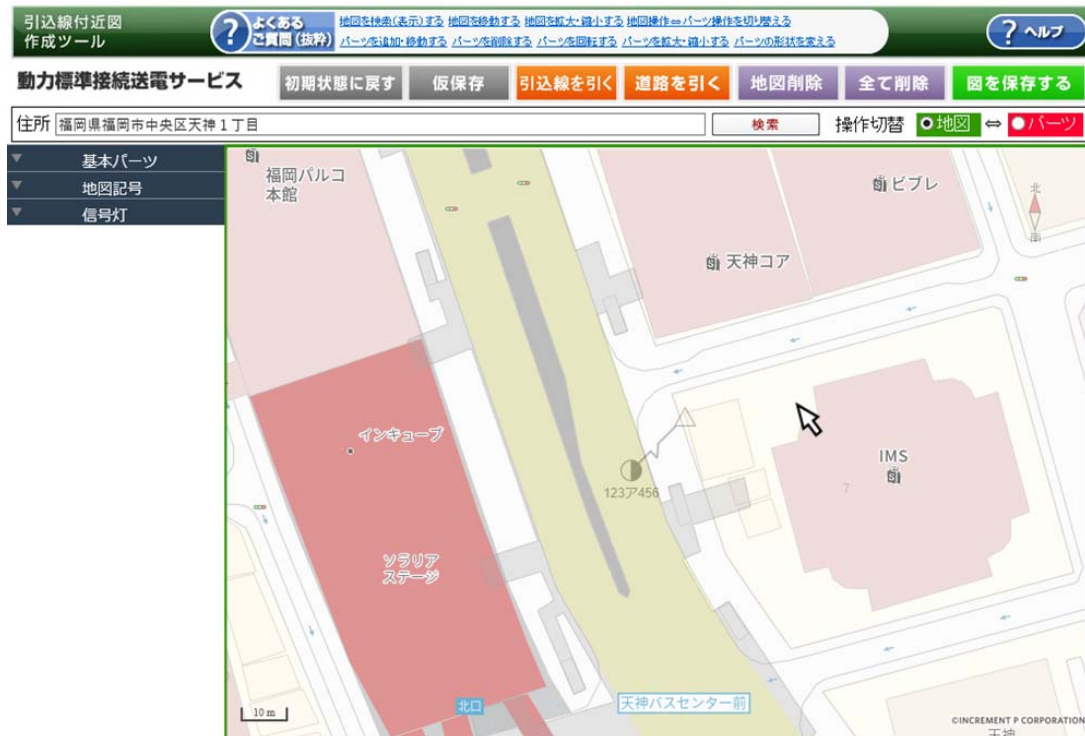 引込線付近図
作成ツール
?
よくある
ご質問(抜粋)
地図を検索(表示)する 地図を移動する 地図を拡大・縮小する 地図操作⇔パーツ操作を切り替える
パーツを追加・移動する パーツを削除する パーツを回転する パーツを拡大・縮小する パーツの形状を変える
? ヘルプ
動力標準接続送電サービス
初期状態に戻す
仮保存
引込線を引く
道路を引く
地図削除
全て削除
図を保存する
住所
福岡県福岡市中央区天神1丁目
検索
操作切替
地図
⇔
パーツ
基本パーツ
地図記号
信号灯
福岡パルコ
本館
ビブレ
北
南
天神コア
インキューブ
IMS
7
123ア456
ソラリア
ステージ
北口
天神バスセンター前
10 m
©INCREMENT P CORPORATION
天神